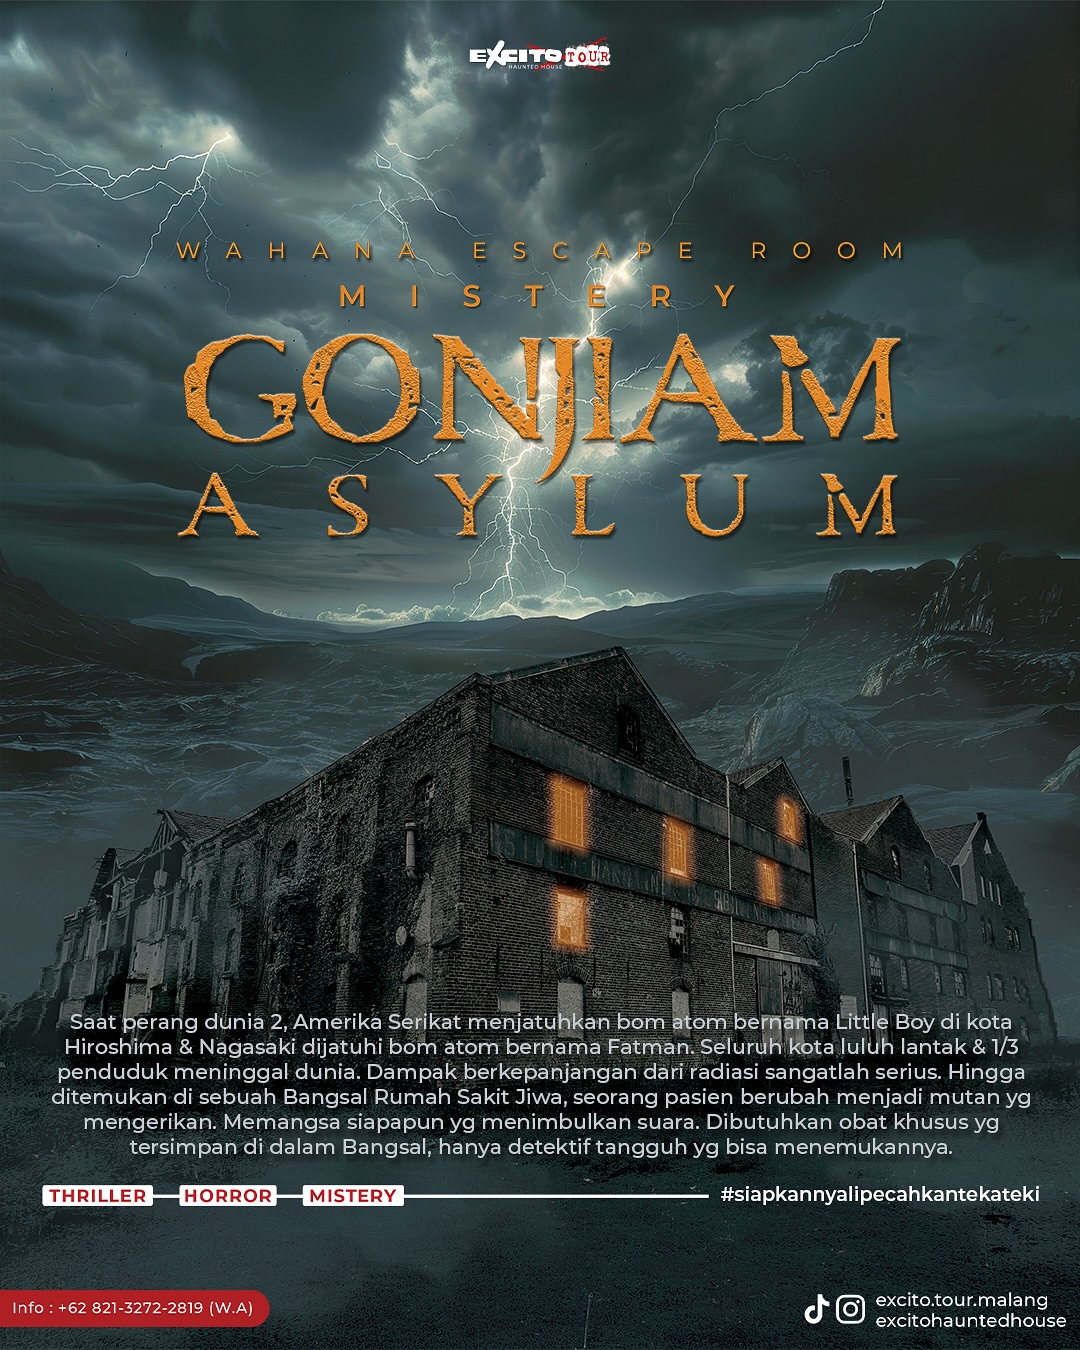 EXCITO TOUR
HAUNTED HOUSE
WAHANA ESCAPE ROOM
MISTERY
GONJIAM
ASYLUM
Saat perang dunia 2, Amerika Serikat menjatuhkan bom atom bernama Little Boy di kota
Hiroshima & Nagasaki dijatuhi bom atom bernama Fatman. Seluruh kota luluh lantak & 1/3
penduduk meninggal dunia. Dampak berkepanjangan dari radiasi sangatlah serius. Hingga
ditemukan di sebuah Bangsal Rumah Sakit Jiwa, seorang pasien berubah menjadi mutan yg
mengerikan. Memangsa siapapun yg menimbulkan suara. Dibutuhkan obat khusus yg
tersimpan di dalam Bangsal, hanya detektif tangguh yg bisa menemukannya.
THRILLER HORROR MISTERY #siapkannyalipecahkantekateki
Info : +62 821-3272-2819 (W.A)
excito.tour.malang
excitohauntedhouse